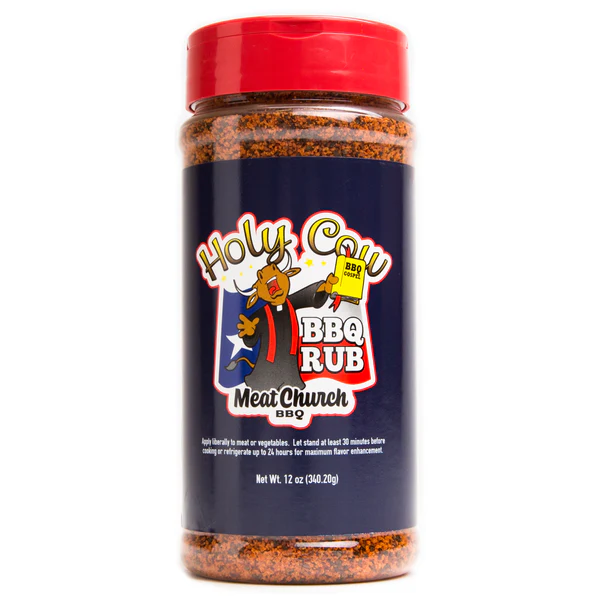 Holy Cow
BBQ
GOSPEL
BBQ
RUB
Meat Church
BBQ
Apply liberally to meat or vegetables. Let stand at least 30 minutes before
cooking or refrigerate up to 24 hours for maximum flavor enhancement.
Net Wt. 12 oz (340.20g)